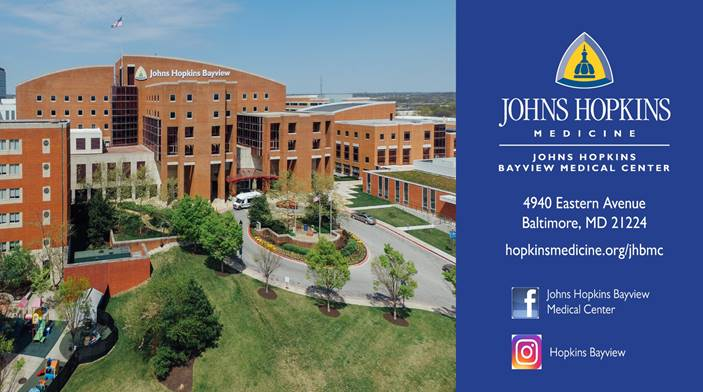 Johns Hopkins Bayview
JOHNS HOPKINS
MEDICINE
JOHNS HOPKINS
BAYVIEW MEDICAL CENTER
4940 Eastern Avenue
Baltimore, MD 21224
hopkinsmedicine.org/jhbmc
Johns Hopkins Bayview
Medical Center
Hopkins Bayview